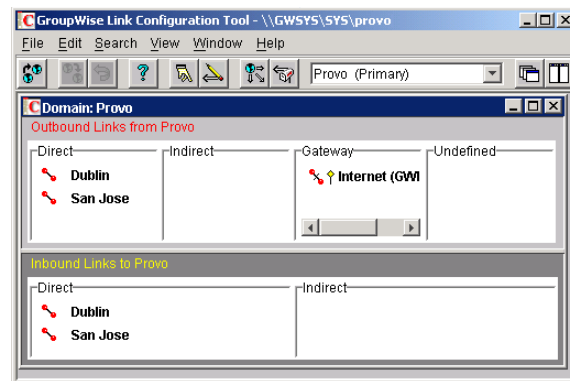 GroupWise Link Configuration Tool - \\GWSYS\SYS\provo
File Edit Search View Window Help
Provo (Primary)
Domain: Provo
Outbound Links from Provo
Direct Indirect Gateway Undefined
Dublin Internet (GWI
San Jose
Inbound Links to Provo
Direct Indirect
Dublin
San Jose